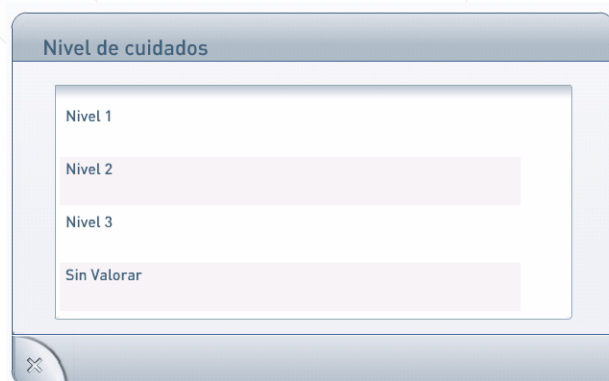 Nivel de cuidados
Nivel 1
Nivel 2
Nivel 3
Sin Valorar